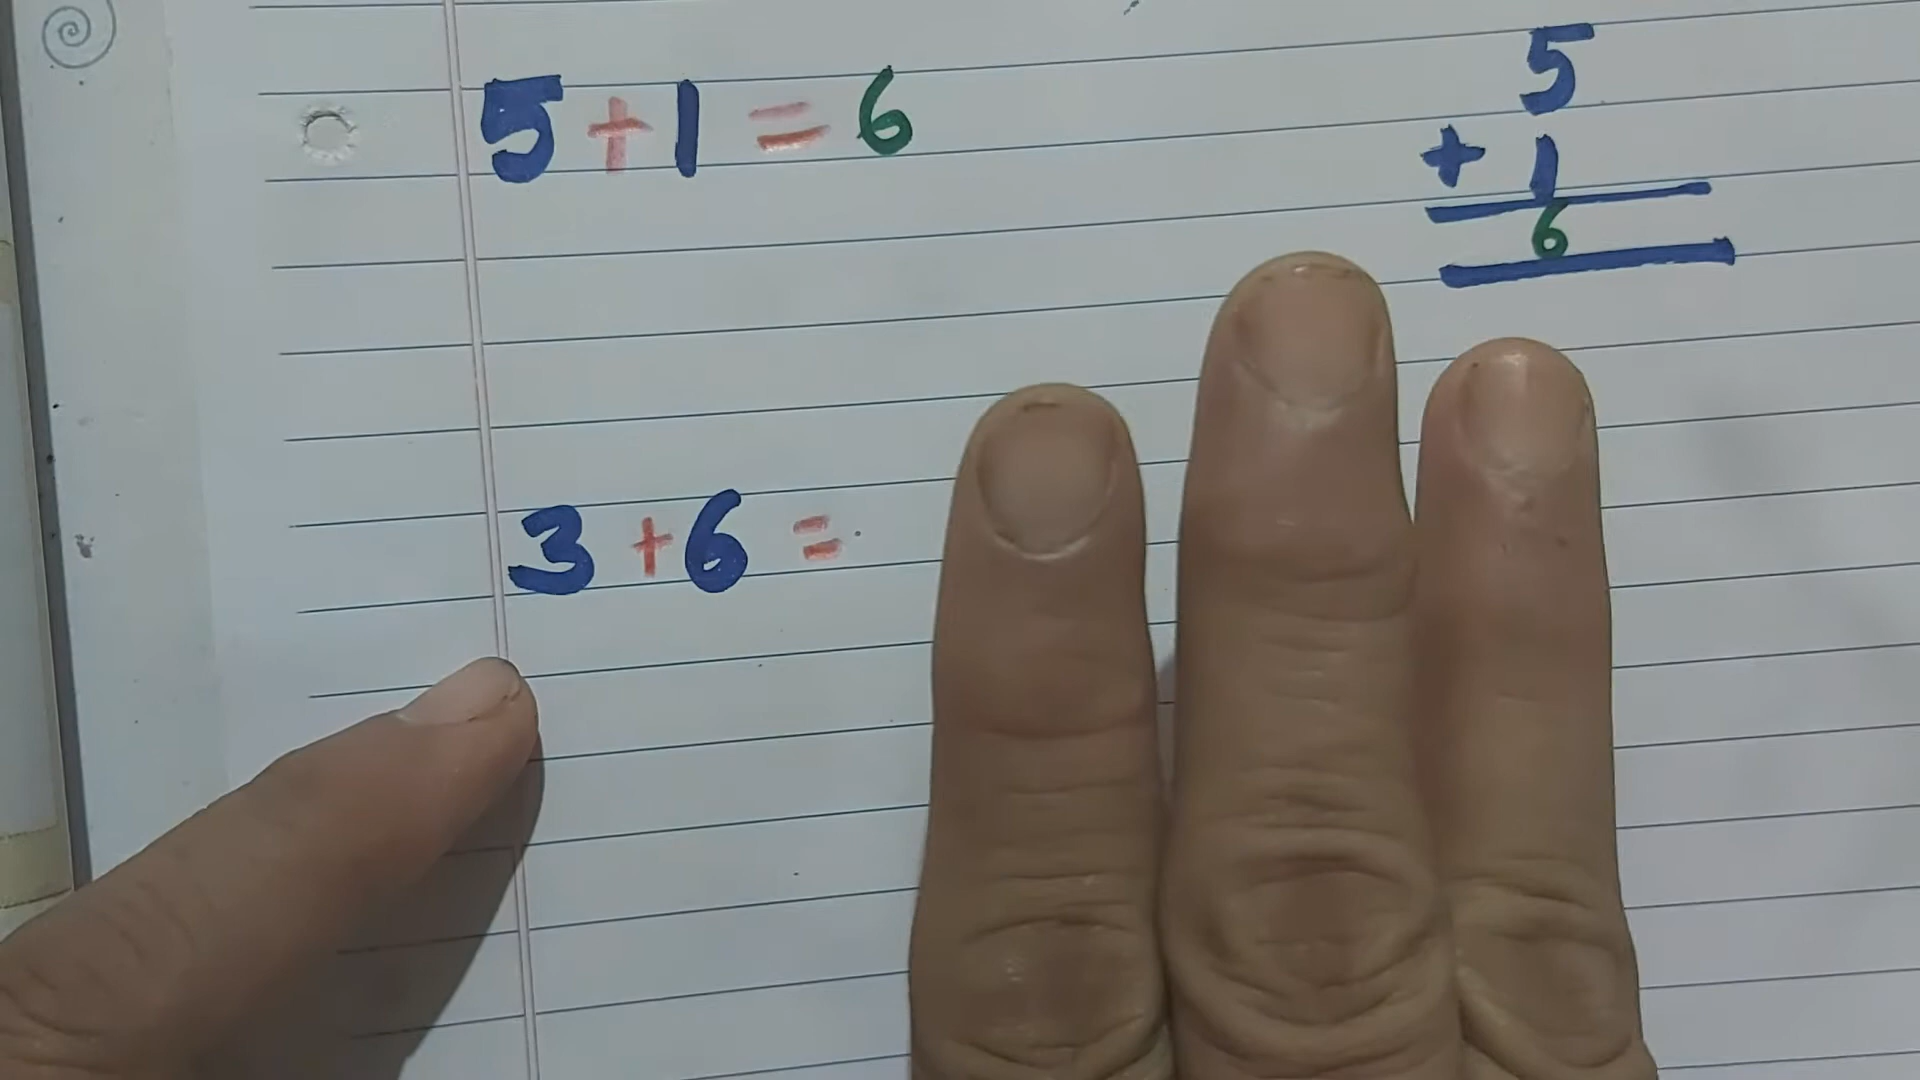 5 + 1 = 6
5
+ 1
6
3 + 6 =